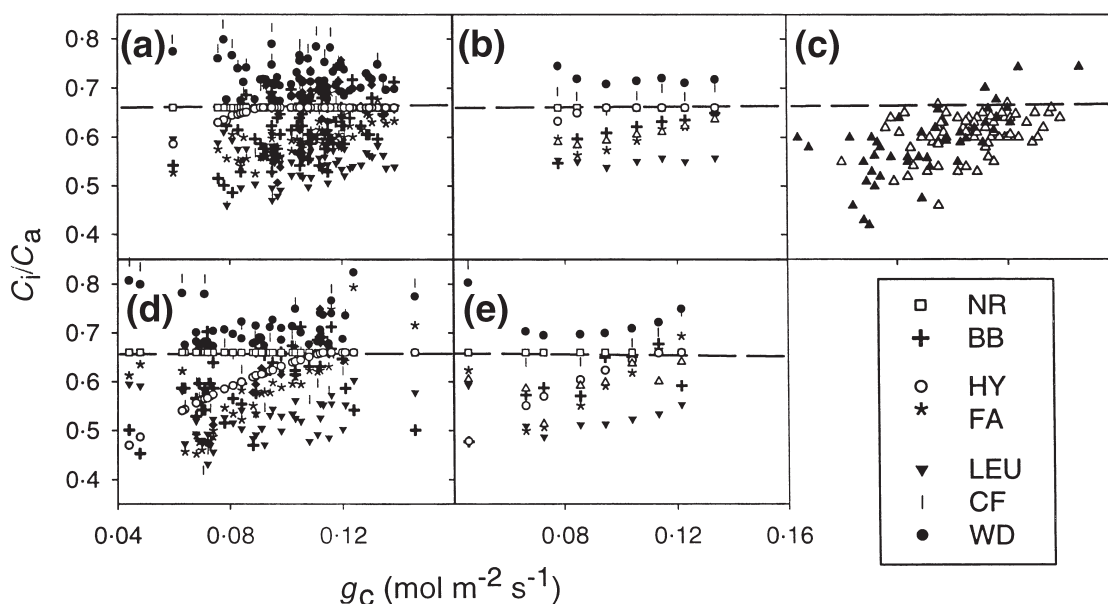 (a)
(b)
(c)
0·8
0·7
0·6
0·5
0·4
Ci/Ca
(d)
(e)
0·8
0·7
0·6
0·5
0·4
0·04
0·08
0·12
0·08
0·12
0·16
gc (mol m⁻² s⁻¹)
NR
BB
HY
FA
LEU
CF
WD